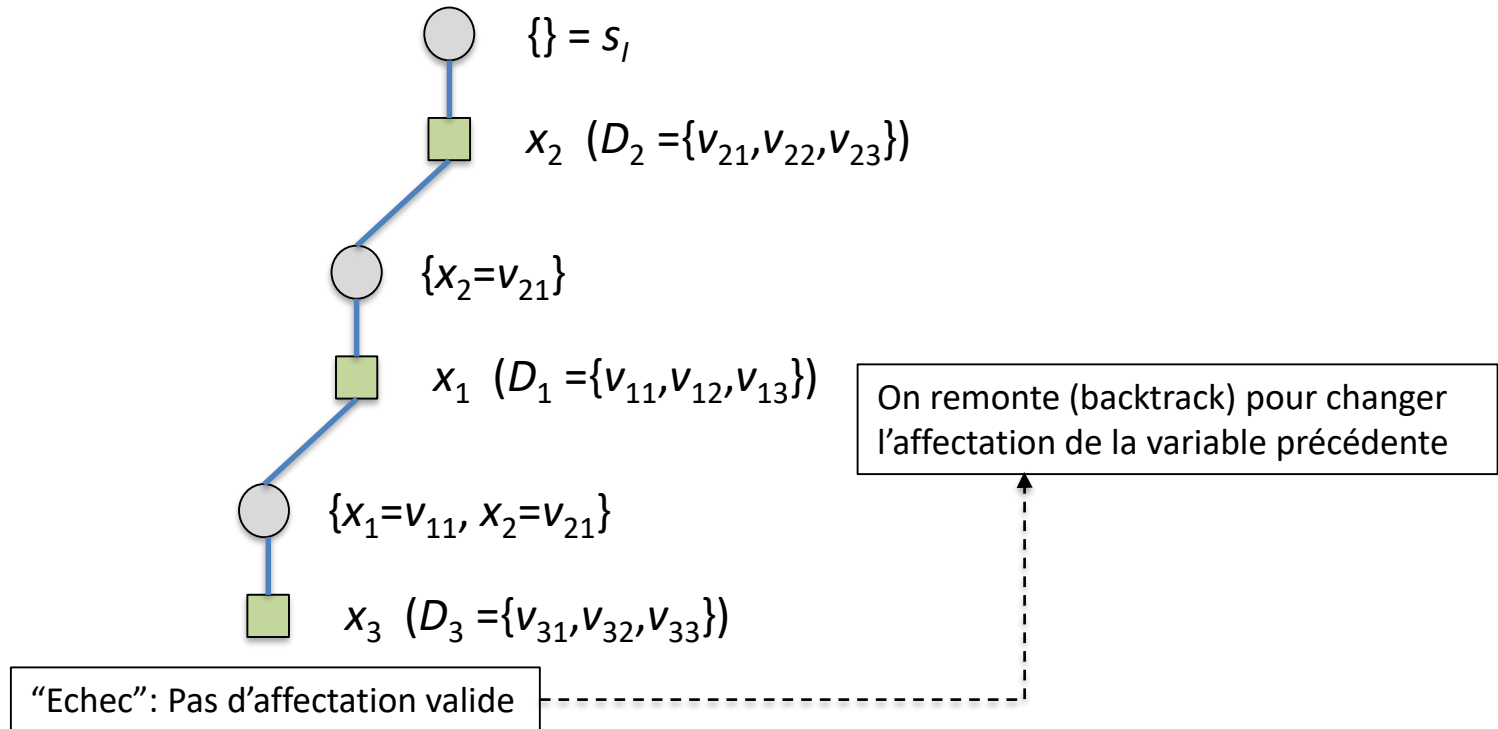 {} = s_I
x_2 (D_2 ={v_21,v_22,v_23})
{x_2=v_21}
x_1 (D_1 ={v_11,v_12,v_13})
On remonte (backtrack) pour changer
l’affectation de la variable précédente
{x_1=v_11, x_2=v_21}
x_3 (D_3 ={v_31,v_32,v_33})
“Echec”: Pas d’affectation valide